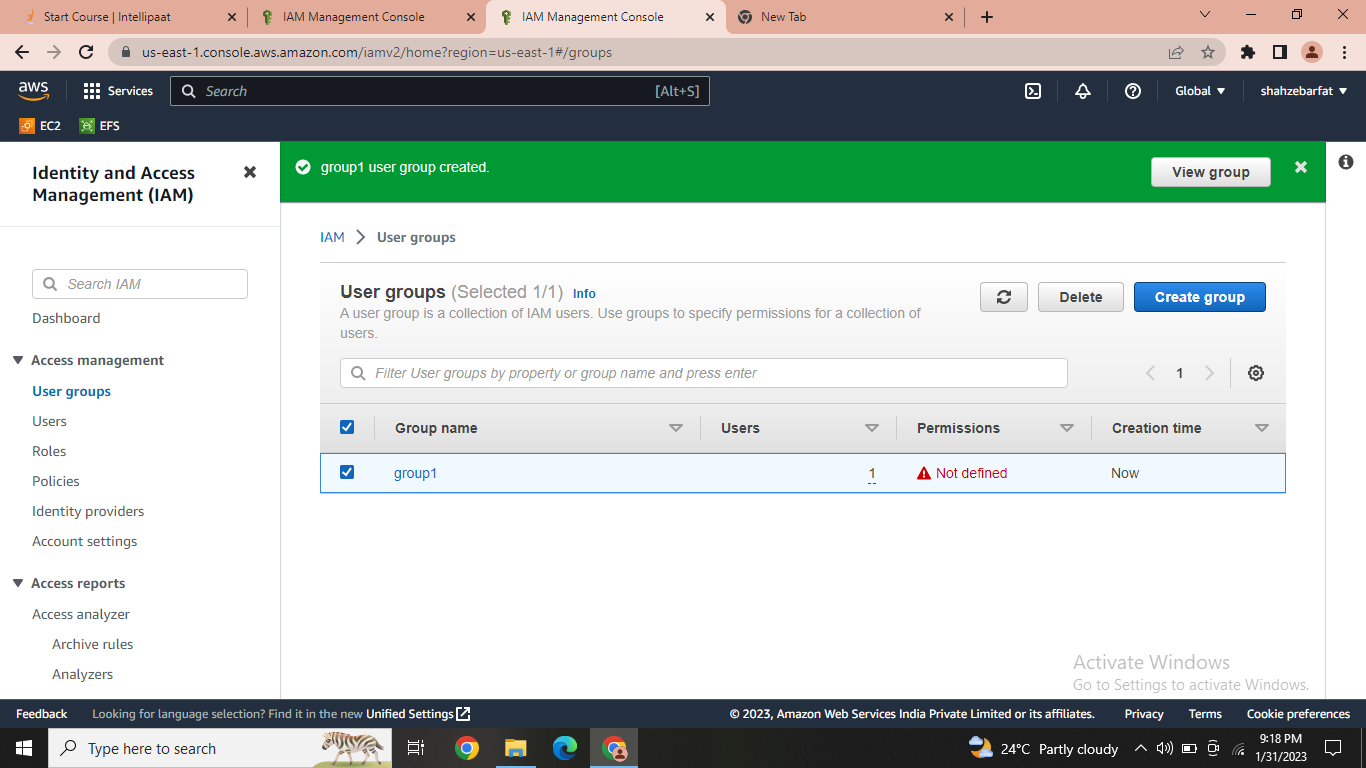 Start Course | Intellipaat
IAM Management Console
IAM Management Console
New Tab
us-east-1.console.aws.amazon.com/iamv2/home?region=us-east-1#/groups
aws
Services
Search
[Alt+S]
Global
shahzebarfat
EC2
EFS
Identity and Access
Management (IAM)
Search IAM
Dashboard
Access management
User groups
Users
Roles
Policies
Identity providers
Account settings
Access reports
Access analyzer
Archive rules
Analyzers
group1 user group created.
View group
IAM
User groups
User groups (Selected 1/1) Info
A user group is a collection of IAM users. Use groups to specify permissions for a collection of
users.
Delete
Create group
Filter User groups by property or group name and press enter
1
Group name
Users
Permissions
Creation time
group1
1
Not defined
Now
Activate Windows
Go to Settings to activate Windows.
Feedback
Looking for language selection? Find it in the new Unified Settings
© 2023, Amazon Web Services India Private Limited or its affiliates.
Privacy
Terms
Cookie preferences
Type here to search
24°C Partly cloudy
9:18 PM
1/31/2023